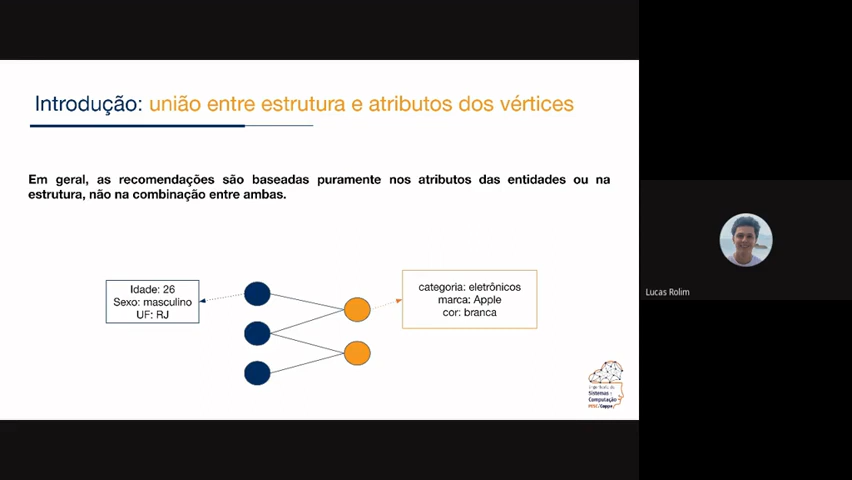 Introdução: união entre estrutura e atributos dos vértices
Em geral, as recomendações são baseadas puramente nos atributos das entidades ou na
estrutura, não na combinação entre ambas.
Idade: 26
Sexo: masculino
UF: RJ
categoria: eletrônicos
marca: Apple
cor: branca
Lucas Rolim
Sistemas e
Computação